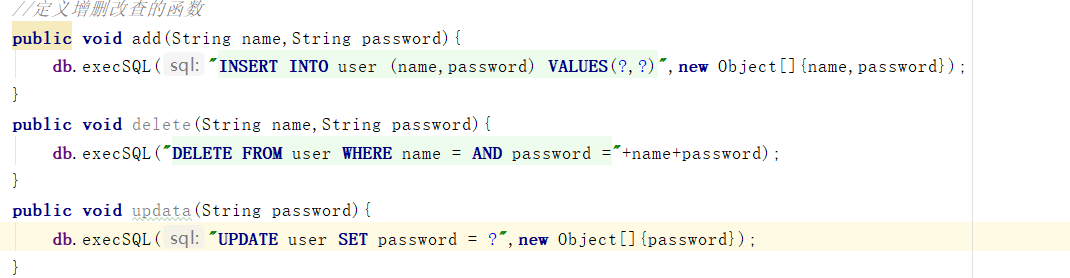 //定义增删改查的函数
public void add(String name,String password){
db.execSQL( sql: "INSERT INTO user (name,password) VALUES(?,?)",new Object[]{name,password});
}
public void delete(String name,String password){
db.execSQL("DELETE FROM user WHERE name = AND password ="+name+password);
}
public void updata(String password){
db.execSQL( sql: "UPDATE user SET password = ?",new Object[]{password});
}